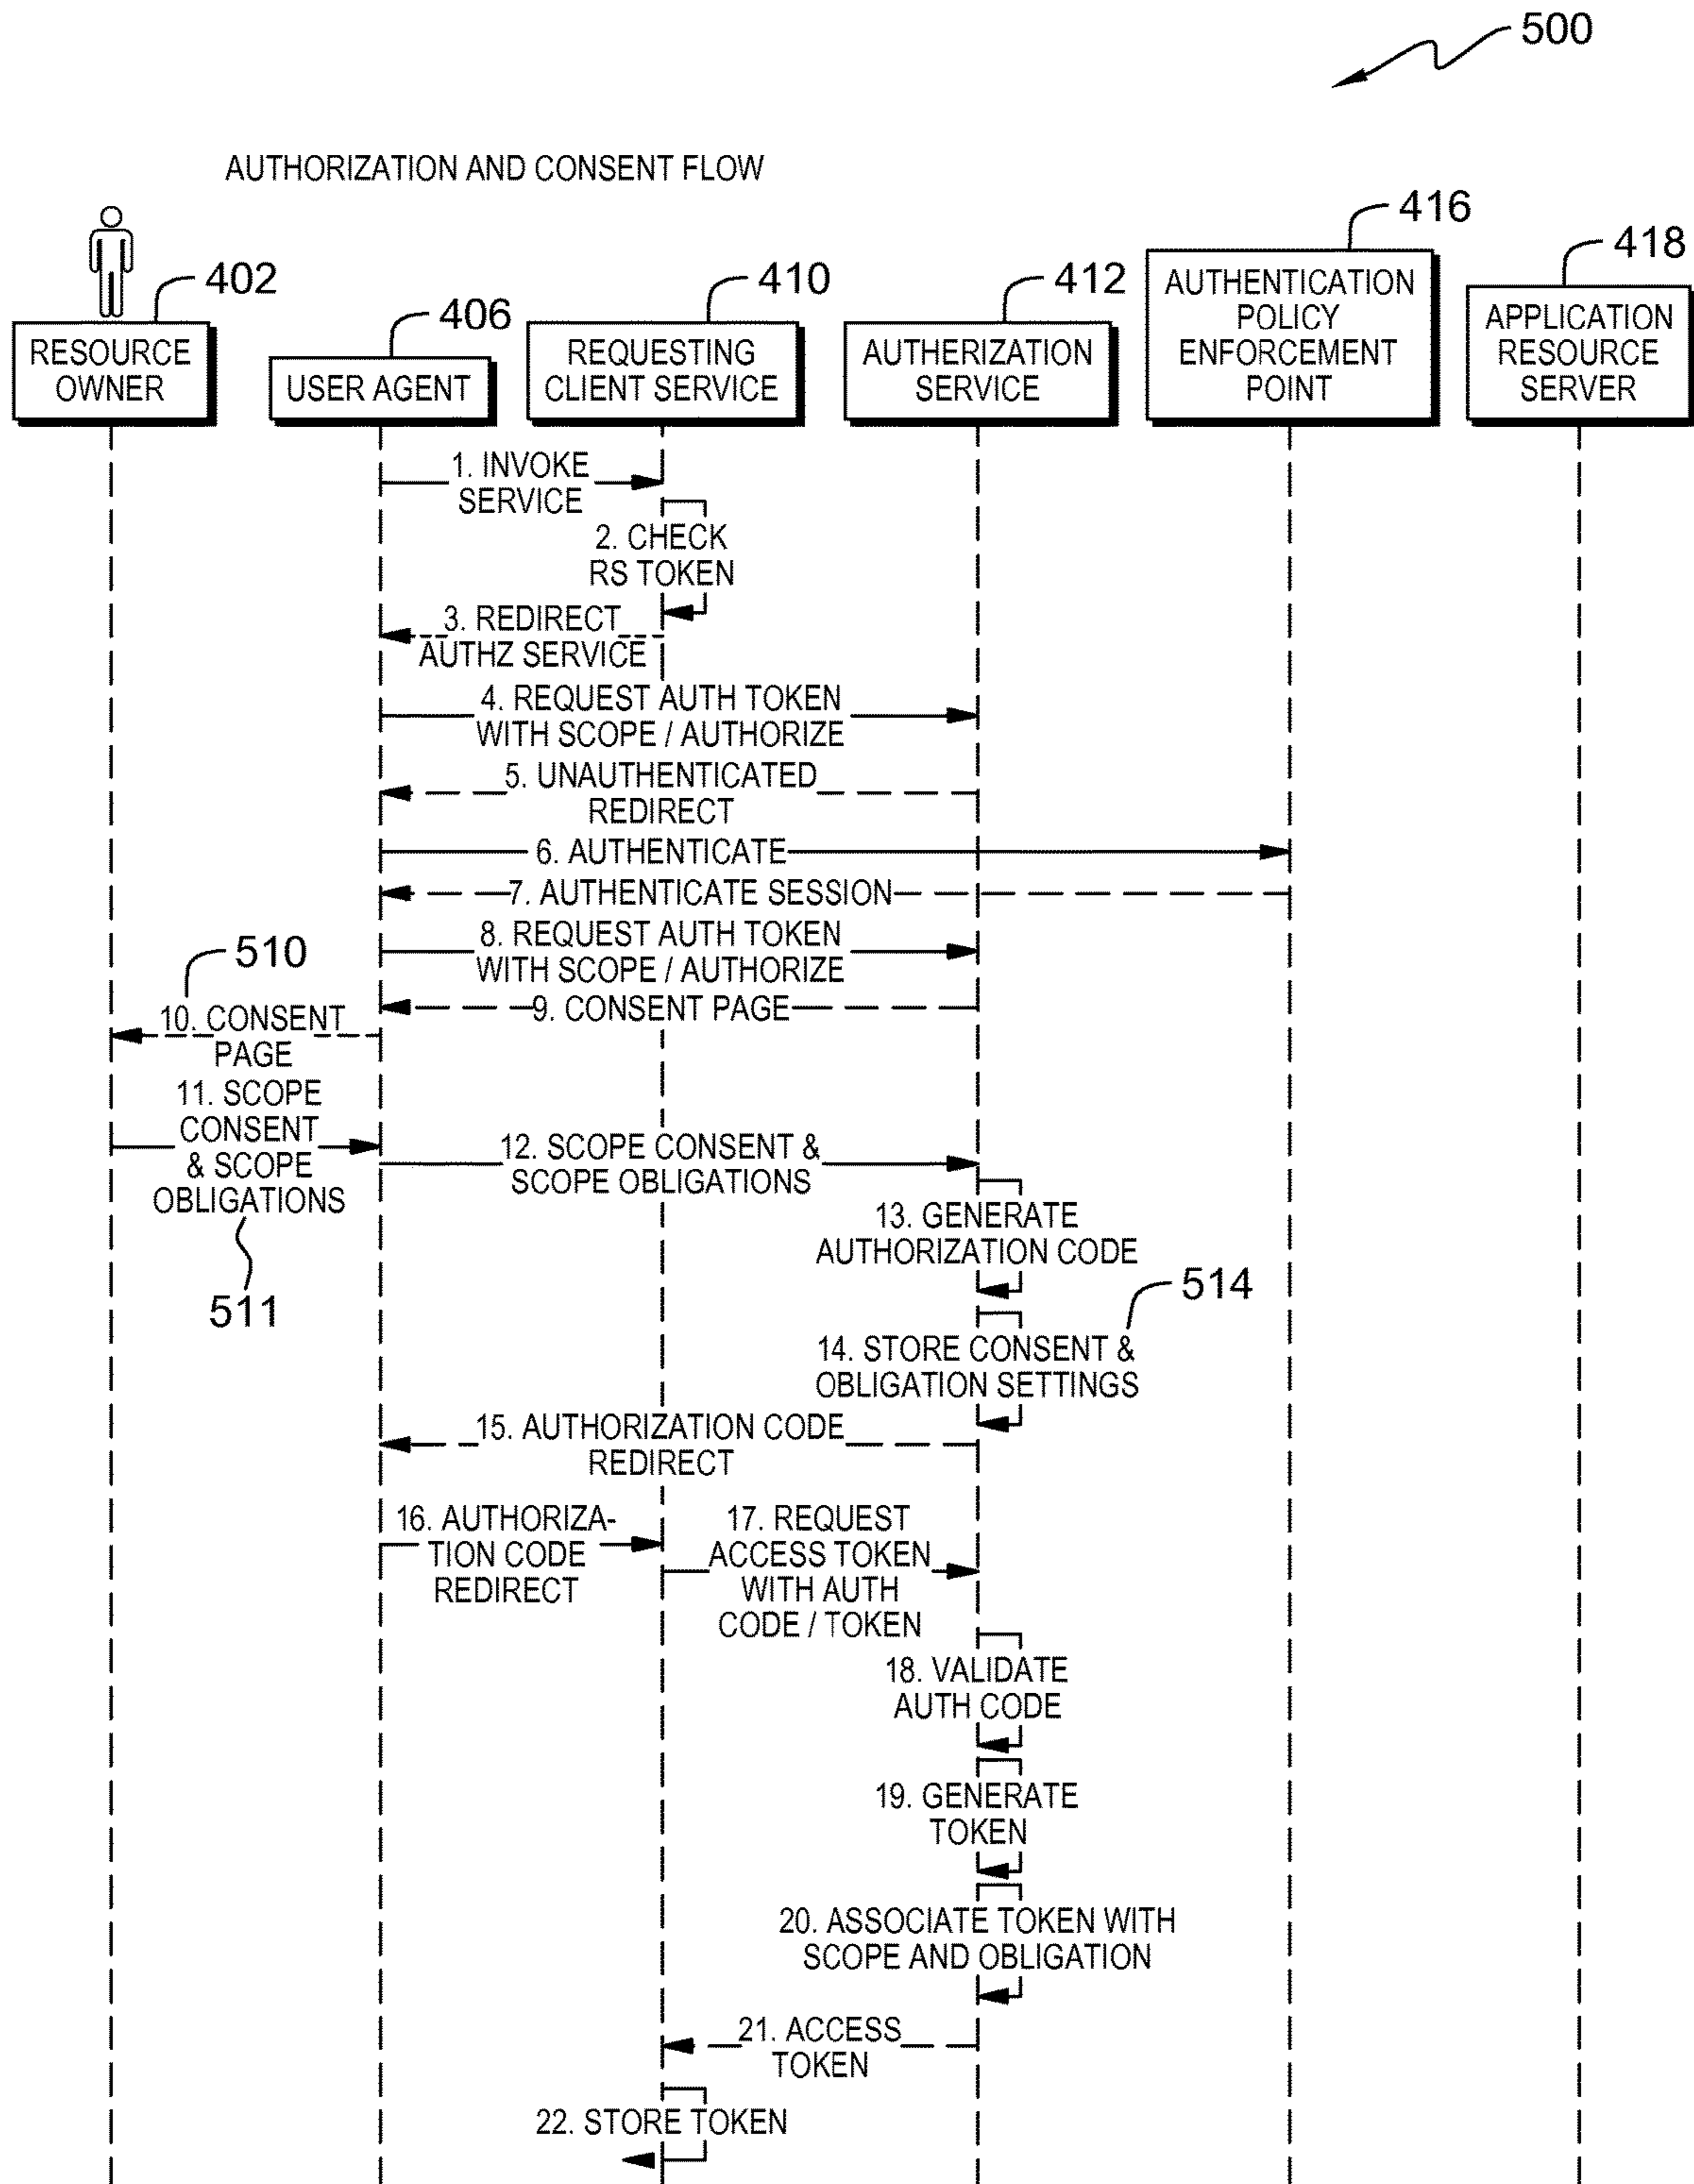 500
AUTHORIZATION AND CONSENT FLOW
402
406
410
412
416
418
RESOURCE
OWNER
USER AGENT
REQUESTING
CLIENT SERVICE
AUTHERIZATION
SERVICE
AUTHENTICATION
POLICY
ENFORCEMENT
POINT
APPLICATION
RESOURCE
SERVER
1. INVOKE
SERVICE
2. CHECK
RS TOKEN
3. REDIRECT
AUTHZ SERVICE
4. REQUEST AUTH TOKEN
WITH SCOPE / AUTHORIZE
5. UNAUTHENTICATED
REDIRECT
6. AUTHENTICATE
7. AUTHENTICATE SESSION
8. REQUEST AUTH TOKEN
WITH SCOPE / AUTHORIZE
9. CONSENT PAGE
510
10. CONSENT
PAGE
11. SCOPE
CONSENT
& SCOPE
OBLIGATIONS
511
12. SCOPE CONSENT &
SCOPE OBLIGATIONS
13. GENERATE
AUTHORIZATION CODE
514
14. STORE CONSENT &
OBLIGATION SETTINGS
15. AUTHORIZATION CODE
REDIRECT
16. AUTHORIZA-
TION CODE
REDIRECT
17. REQUEST
ACCESS TOKEN
WITH AUTH
CODE / TOKEN
18. VALIDATE
AUTH CODE
19. GENERATE
TOKEN
20. ASSOCIATE TOKEN WITH
SCOPE AND OBLIGATION
21. ACCESS
TOKEN
22. STORE TOKEN